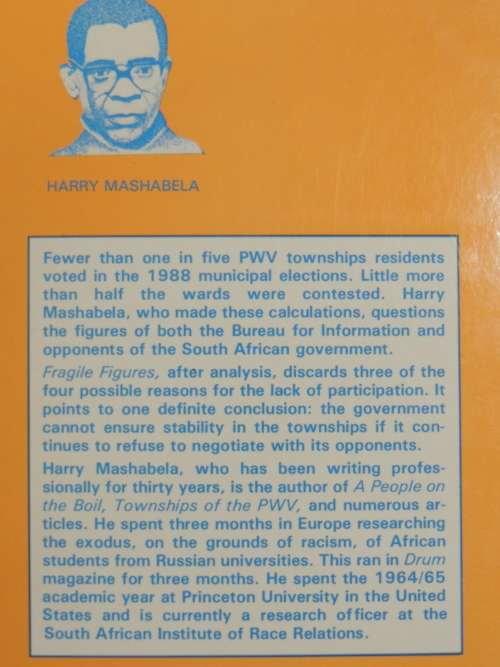 HARRY MASHABELA
Fewer than one in five PWV townships residents
voted in the 1988 municipal elections. Little more
than half the wards were contested. Harry
Mashabela, who made these calculations, questions
the figures of both the Bureau for Information and
opponents of the South African government.
Fragile Figures, after analysis, discards three of the
four possible reasons for the lack of participation. It
points to one definite conclusion: the government
cannot ensure stability in the townships if it con-
tinues to refuse to negotiate with its opponents.
Harry Mashabela, who has been writing profes-
sionally for thirty years, is the author of A People on
the Boil, Townships of the PWV, and numerous ar-
ticles. He spent three months in Europe researching
the exodus, on the grounds of racism, of African
students from Russian universities. This ran in Drum
magazine for three months. He spent the 1964/65
academic year at Princeton University in the United
States and is currently a research officer at the
South African Institute of Race Relations.